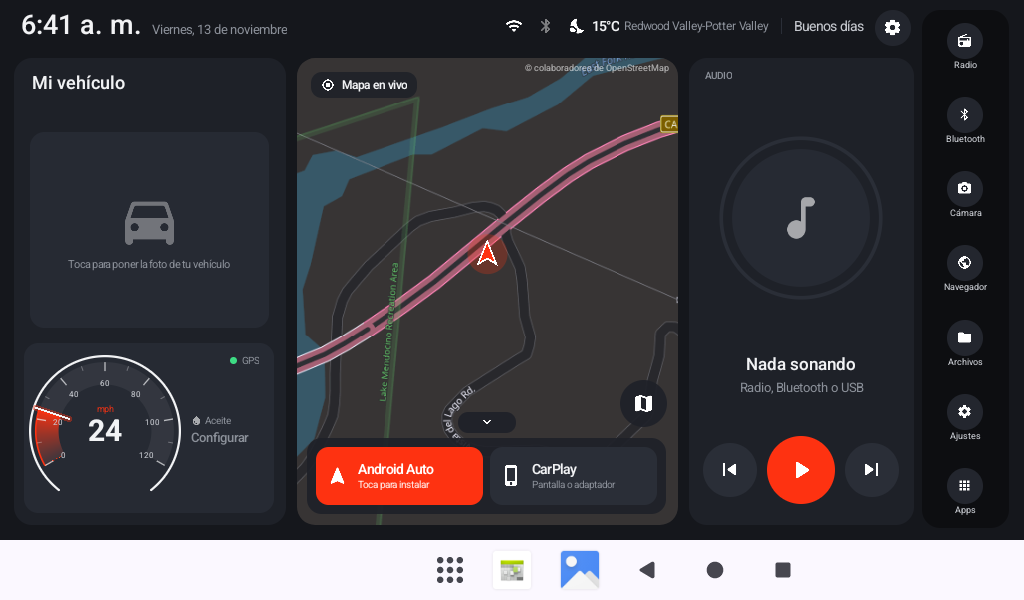 6:41 a. m.
Viernes, 13 de noviembre
15°C Redwood Valley-Potter Valley
Buenos días
Mi vehículo
Toca para poner la foto de tu vehículo
GPS
0
20
40
60
80
100
120
mph
24
Aceite
Configurar
Mapa en vivo
© colaboradores de OpenStreetMap
CA
Lake Mendocino Recreation Area
del Lago Rd.
Android Auto
Toca para instalar
CarPlay
Pantalla o adaptador
AUDIO
Nada sonando
Radio, Bluetooth o USB
Radio
Bluetooth
Cámara
Navegador
Archivos
Ajustes
Apps